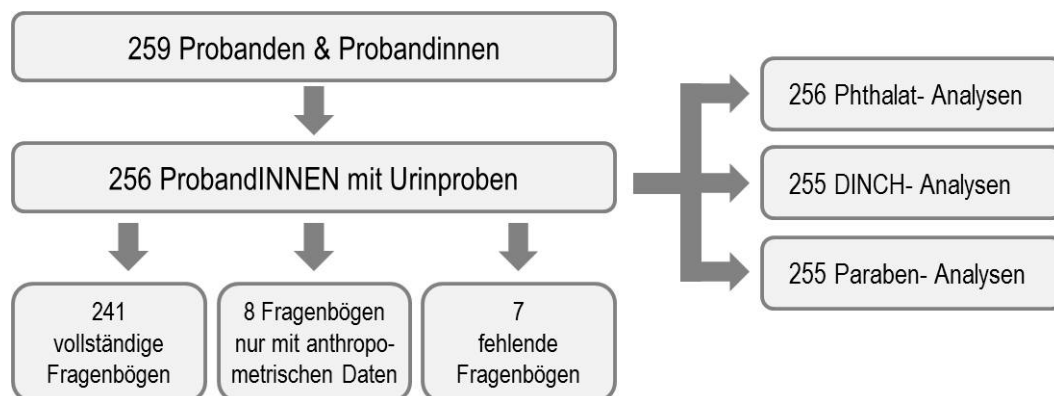 259 Probanden & Probandinnen
256 ProbandINNEN mit Urinproben
241
vollständige
Fragenbögen
8 Fragenbögen
nur mit anthropo-
metrischen Daten
7
fehlende
Fragenbögen
256 Phthalat- Analysen
255 DINCH- Analysen
255 Paraben- Analysen